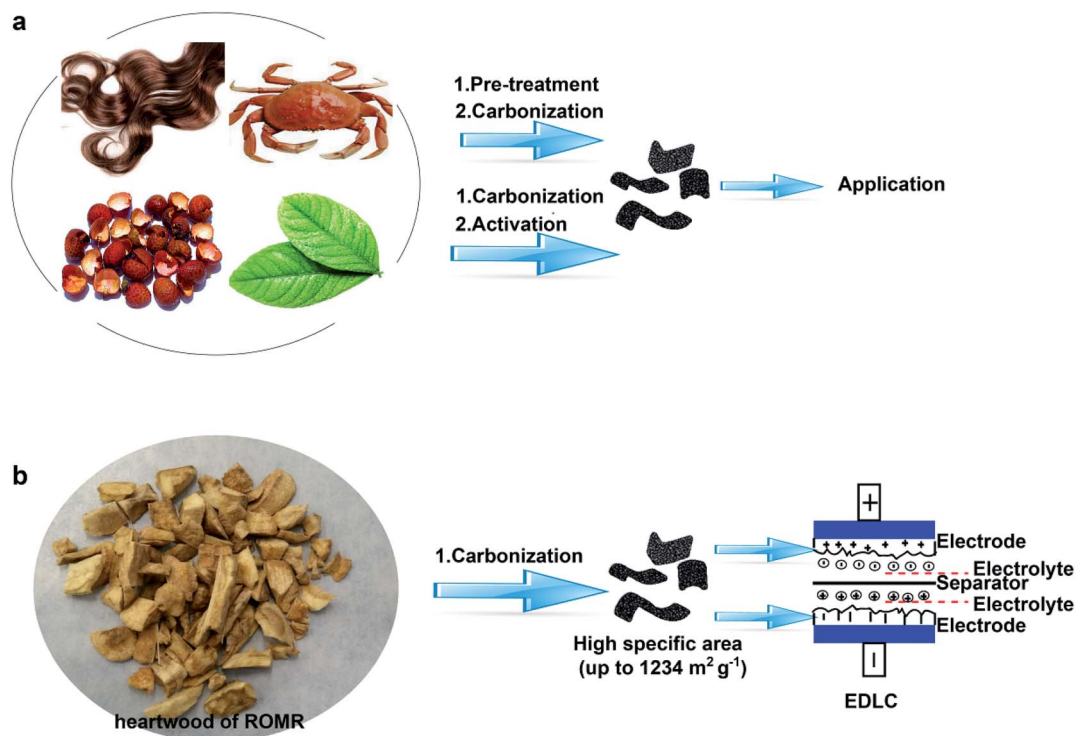 a
1.Pre-treatment
2.Carbonization
1.Carbonization
2.Activation
Application
b
heartwood of ROMR
1.Carbonization
High specific area
(up to 1234 m² g⁻¹)
+
Electrode
Electrolyte
Separator
Electrolyte
Electrode
−
EDLC